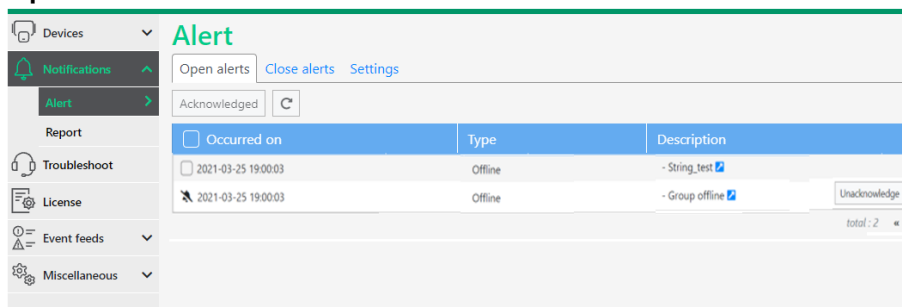 Devices
Alert
Notifications
Open alerts Close alerts Settings
Alert
Acknowledged
Report
Occurred on Type Description
Troubleshoot
2021-03-25 19:00:03 Offline - String_test
License
2021-03-25 19:00:03 Offline - Group offline Unacknowledge
total : 2 «
Event feeds
Miscellaneous